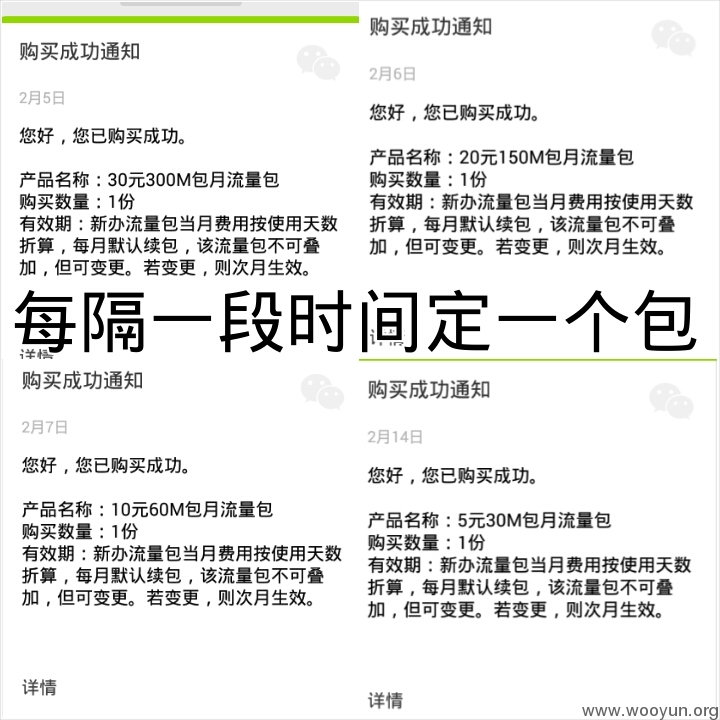 购买成功通知
2月5日
您好，您已购买成功。
产品名称：30元300M包月流量包
购买数量：1份
有效期：新办流量包当月费用按使用天数
折算，每月默认续包，该流量包不可叠
加，但可变更。若变更，则次月生效。
详情
购买成功通知
2月6日
您好，您已购买成功。
产品名称：20元150M包月流量包
购买数量：1份
有效期：新办流量包当月费用按使用天数
折算，每月默认续包，该流量包不可叠
加，但可变更。若变更，则次月生效。
详情
每隔一段时间定一个包
购买成功通知
2月7日
您好，您已购买成功。
产品名称：10元60M包月流量包
购买数量：1份
有效期：新办流量包当月费用按使用天数
折算，每月默认续包，该流量包不可叠
加，但可变更。若变更，则次月生效。
详情
购买成功通知
2月14日
您好，您已购买成功。
产品名称：5元30M包月流量包
购买数量：1份
有效期：新办流量包当月费用按使用天数
折算，每月默认续包，该流量包不可叠
加，但可变更。若变更，则次月生效。
详情
www.wooyun.org